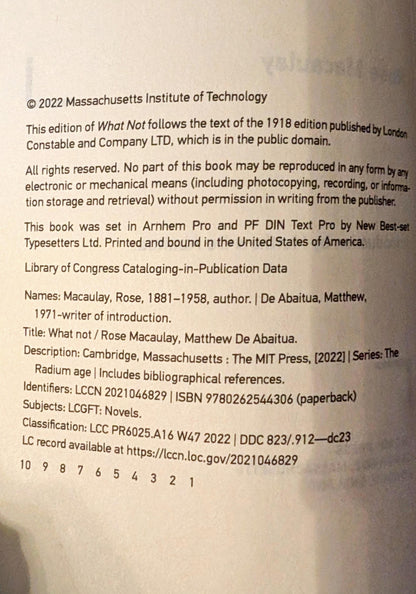 © 2022 Massachusetts Institute of Technology
This edition of What Not follows the text of the 1918 edition published by London
Constable and Company LTD, which is in the public domain.
All rights reserved. No part of this book may be reproduced in any form by any
electronic or mechanical means (including photocopying, recording, or informa-
tion storage and retrieval) without permission in writing from the publisher.
This book was set in Arnhem Pro and PF DIN Text Pro by New Best-set
Typesetters Ltd. Printed and bound in the United States of America.
Library of Congress Cataloging-in-Publication Data
Names: Macaulay, Rose, 1881–1958, author. | De Abaitua, Matthew,
1971-writer of introduction.
Title: What not / Rose Macaulay, Matthew De Abaitua.
Description: Cambridge, Massachusetts : The MIT Press, [2022] | Series: The
Radium age | Includes bibliographical references.
Identifiers: LCCN 2021046829 | ISBN 9780262544306 (paperback)
Subjects: LCGFT: Novels.
Classification: LCC PR6025.A16 W47 2022 | DDC 823/.912—dc23
LC record available at https://lccn.loc.gov/2021046829
10 9 8 7 6 5 4 3 2 1